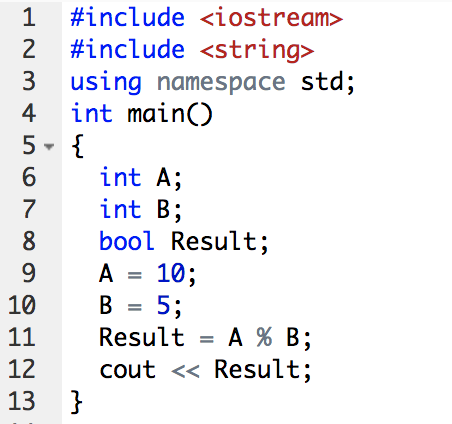 1 #include <iostream>
2 #include <string>
3 using namespace std;
4 int main()
5 {
6 int A;
7 int B;
8 bool Result;
9 A = 10;
10 B = 5;
11 Result = A % B;
12 cout << Result;
13 }